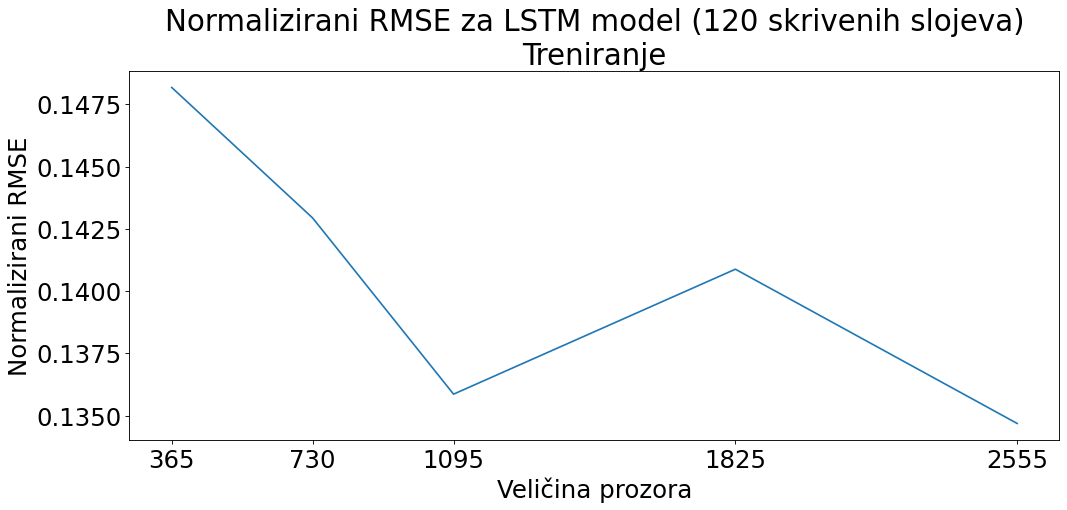 Normalizirani RMSE za LSTM model (120 skrivenih slojeva)
Treniranje
Normalizirani RMSE
0.1475
0.1450
0.1425
0.1400
0.1375
0.1350
365 730 1095 1825 2555
Veličina prozora